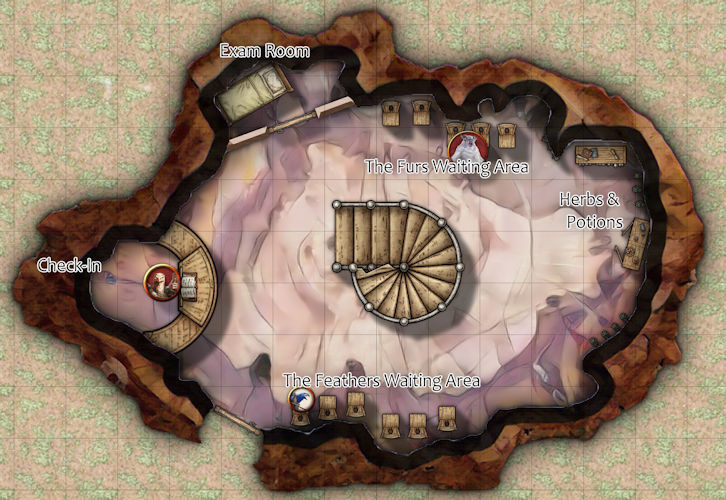 Exam Room
The Furs Waiting Area
Herbs &
Potions
Check-In
The Feathers Waiting Area